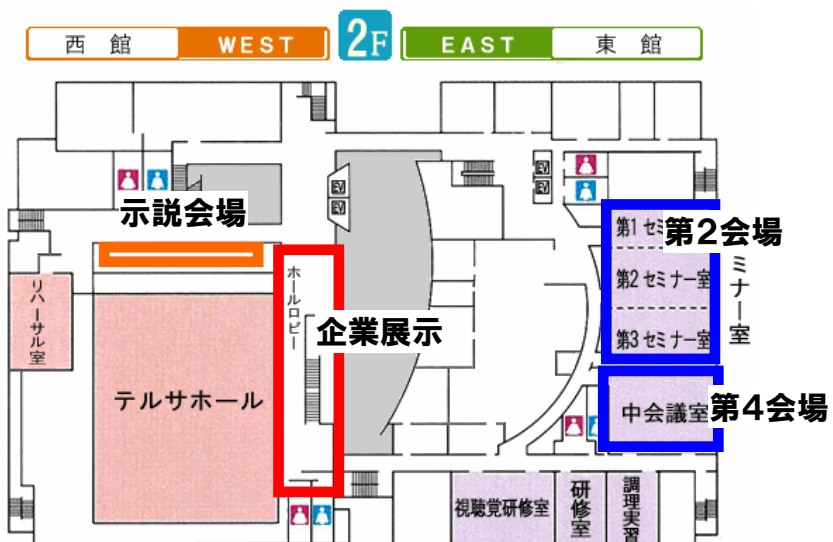 西館 WEST 2F EAST 東館
EV
EV
EV
EV
示説会場
第1 セミ
第2会場
第2 セミナー室
第3 セミナー室
ミナー室
リハーサル室
ホールロビー
企業展示
テルサホール
中会議室
第4会場
視聴覚研修室
研修室
調理実習